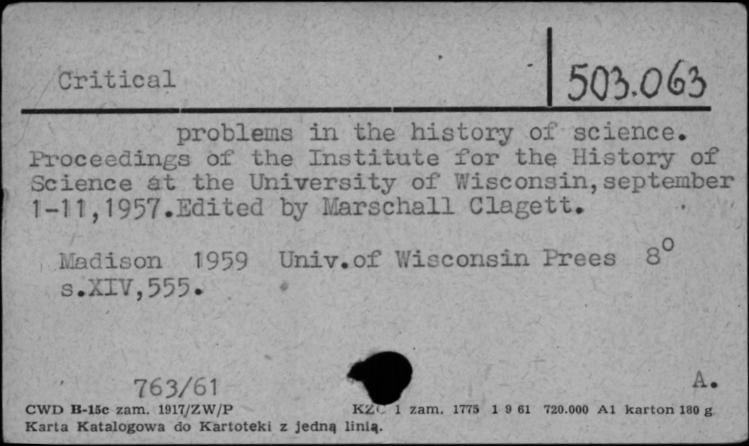 Critical
503.063
problems in the history of science.
Proceedings of the Institute for the History of
Science at the University of Wisconsin,september
1-11,1957.Edited by Marschall Clagett.
Madison 1959 Univ.of Wisconsin Prees 8°
s.XIV,555.
763/61
A.
CWD B-15c zam. 1917/ZW/P
1 zam. 1775 1 9 61 720.000 A1 karton 180 g
Karta Katalogowa do Kartoteki z jedną linią.